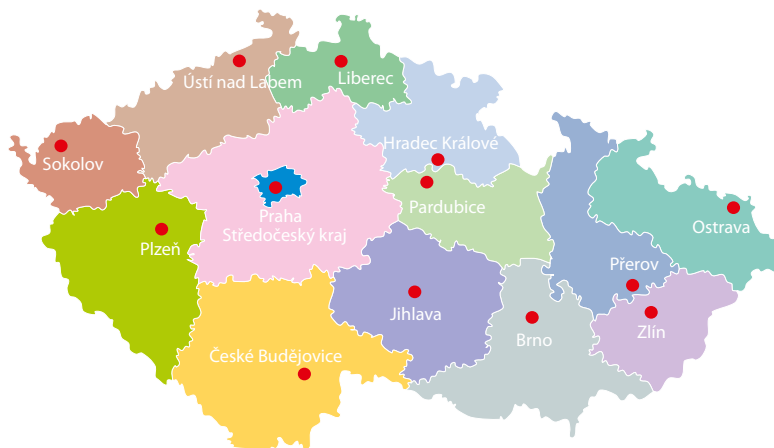 Ústí nad Labem
Liberec
Hradec Králové
Sokolov
Pardubice
Praha
Středočeský kraj
Plzeň
Ostrava
Přerov
Jihlava
Brno
Zlín
České Budějovice